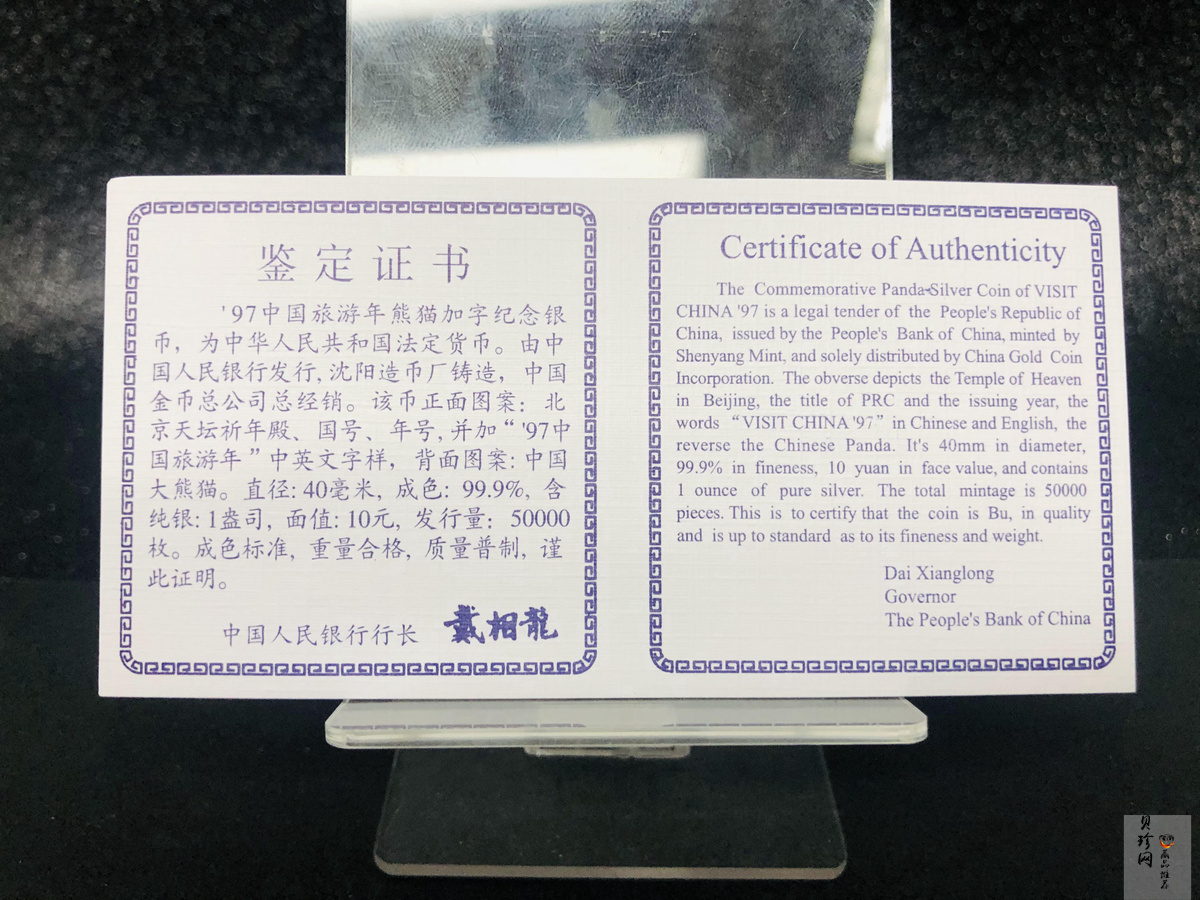 鉴定证书
'97中国旅游年熊猫加字纪念银
币，为中华人民共和国法定货币。由中
国人民银行发行,沈阳造币厂铸造，中国
金币总公司总经销。该币正面图案：北
京天坛祈年殿、国号、年号,并加“'97中
国旅游年”中英文字样，背面图案:中国
大熊猫。直径:40毫米,成色:99.9%,含
纯银:1盎司,面值:10元,发行量：50000
枚。成色标准,重量合格,质量普制,谨
此证明。
中国人民银行行长 戴相龍
Certificate of Authenticity
The Commemorative Panda-Silver Coin of VISIT
CHINA '97 is a legal tender of the People's Republic of
China, issued by the People's Bank of China, minted by
Shenyang Mint, and solely distributed by China Gold Coin
Incorporation. The obverse depicts the Temple of Heaven
in Beijing, the title of PRC and the issuing year, the
words “VISIT CHINA '97” in Chinese and English, the
reverse the Chinese Panda. It's 40mm in diameter,
99.9% in fineness, 10 yuan in face value, and contains
1 ounce of pure silver. The total mintage is 50000
pieces. This is to certify that the coin is Bu, in quality
and is up to standard as to its fineness and weight.
Dai Xianglong
Governor
The People's Bank of China
贝珍网
藏品推荐